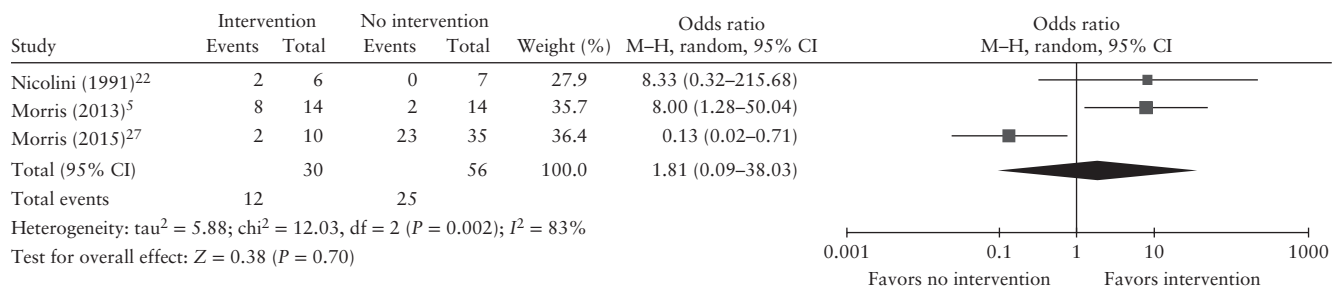 Intervention No intervention Odds ratio Odds ratio
Study Events Total Events Total Weight (%) M–H, random, 95% CI M–H, random, 95% CI
Nicolini (1991)22 2 6 0 7 27.9 8.33 (0.32–215.68)
Morris (2013)5 8 14 2 14 35.7 8.00 (1.28–50.04)
Morris (2015)27 2 10 23 35 36.4 0.13 (0.02–0.71)
Total (95% CI) 30 56 100.0 1.81 (0.09–38.03)
Total events 12 25
Heterogeneity: tau2 = 5.88; chi2 = 12.03, df = 2 (P = 0.002); I2 = 83%
Test for overall effect: Z = 0.38 (P = 0.70)
0.001 0.1 1 10 1000
Favors no intervention Favors intervention